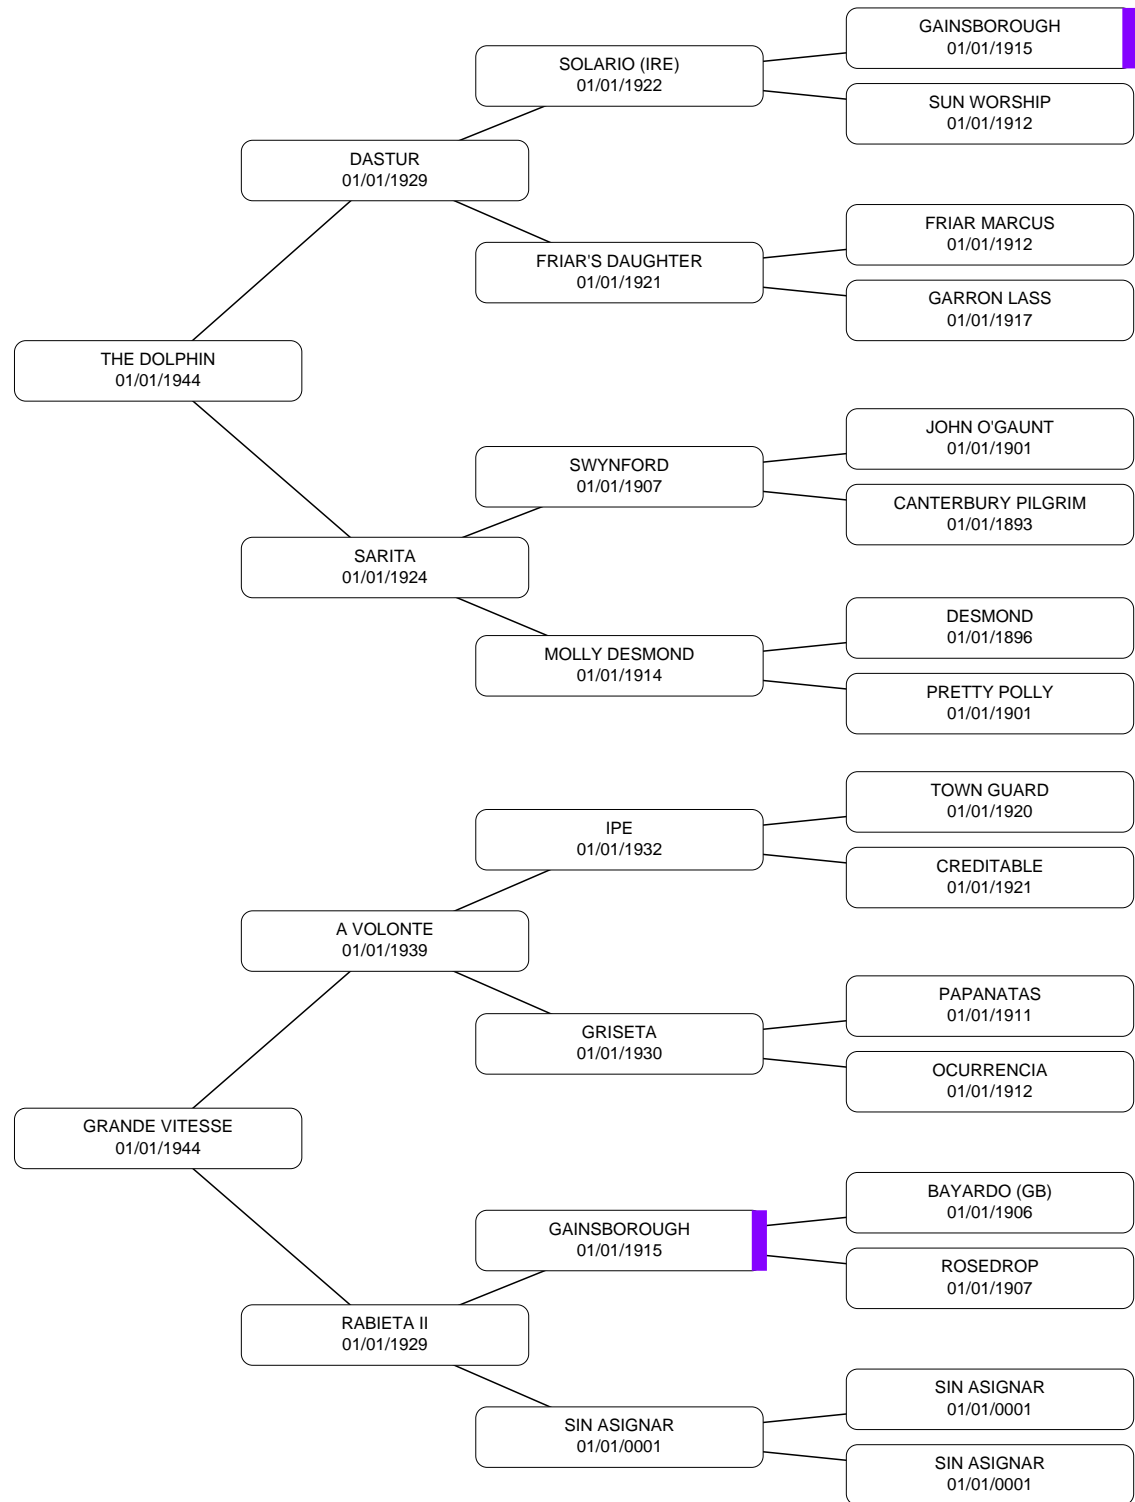 GAINSBOROUGH
01/01/1915
SOLARIO (IRE)
01/01/1922
SUN WORSHIP
01/01/1912
DASTUR
01/01/1929
FRIAR MARCUS
01/01/1912
FRIAR'S DAUGHTER
01/01/1921
GARRON LASS
01/01/1917
THE DOLPHIN
01/01/1944
JOHN O'GAUNT
01/01/1901
SWYNFORD
01/01/1907
CANTERBURY PILGRIM
01/01/1893
SARITA
01/01/1924
DESMOND
01/01/1896
MOLLY DESMOND
01/01/1914
PRETTY POLLY
01/01/1901
TOWN GUARD
01/01/1920
IPE
01/01/1932
CREDITABLE
01/01/1921
A VOLONTE
01/01/1939
PAPANATAS
01/01/1911
GRISETA
01/01/1930
OCURRENCIA
01/01/1912
GRANDE VITESSE
01/01/1944
BAYARDO (GB)
01/01/1906
GAINSBOROUGH
01/01/1915
ROSEDROP
01/01/1907
RABIETA II
01/01/1929
SIN ASIGNAR
01/01/0001
SIN ASIGNAR
01/01/0001
SIN ASIGNAR
01/01/0001